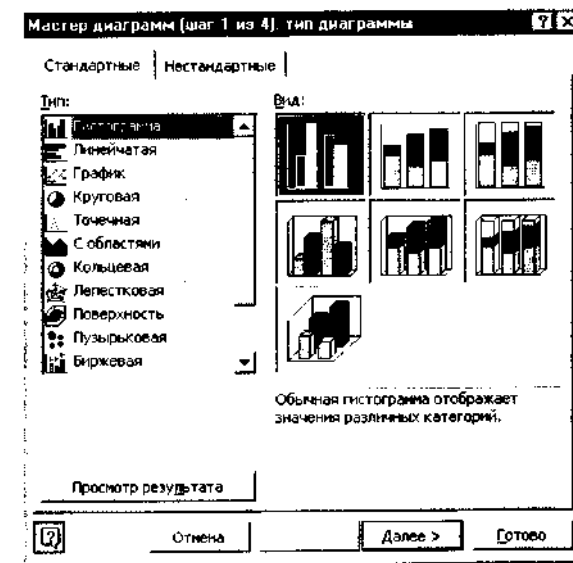 Мастер диаграмм (шаг 1 из 4). тип диаграммы
Стандартные
Нестандартные
Тип:
Гистограмма
Линейчатая
График
Круговая
Точечная
С областями
Кольцевая
Лепестковая
Поверхность
Пузырьковая
Биржевая
Вид:
Обычная гистограмма отображает
значения различных категорий.
Просмотр результата
Отмена
Далее >
Готово